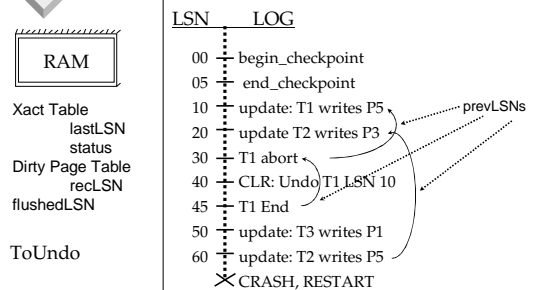 RAM
Xact Table
lastLSN
status
Dirty Page Table
recLSN
flushedLSN
ToUndo
LSN LOG
00 begin_checkpoint
05 end_checkpoint
10 update: T1 writes P5
20 update T2 writes P3
30 T1 abort
40 CLR: Undo T1 LSN 10
45 T1 End
50 update: T3 writes P1
60 update: T2 writes P5
CRASH, RESTART
prevLSNs